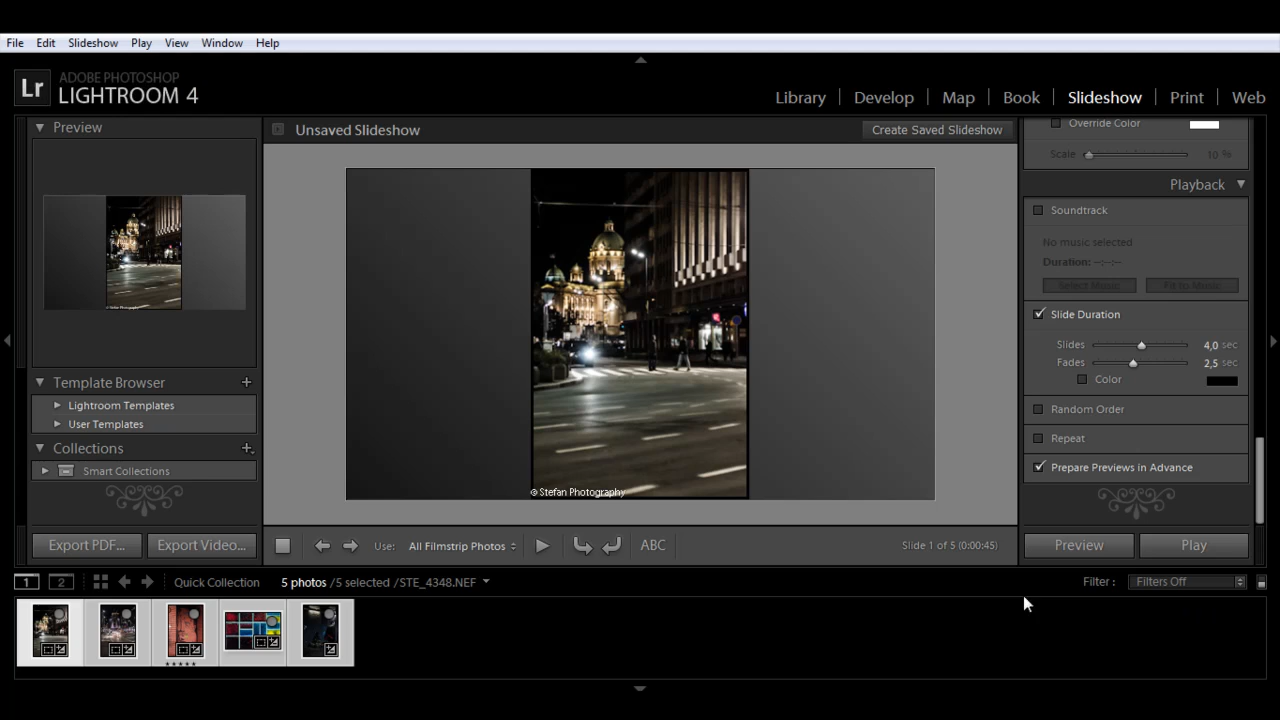 File Edit Slideshow Play View Window Help
Lr ADOBE PHOTOSHOP
LIGHTROOM 4
Library | Develop | Map | Book | Slideshow | Print | Web
Preview
Unsaved Slideshow
Create Saved Slideshow
Override Color
Scale 10 %
Playback
Soundtrack
No music selected
Duration: --:--:--
Select Music... Fit to Music...
Slide Duration
Slides 4,0 sec
Fades 2,5 sec
Color
Random Order
Repeat
Prepare Previews in Advance
Template Browser
Lightroom Templates
User Templates
Collections
Smart Collections
© Stefan Photography
© Stefan Photography
Export PDF... Export Video...
Use: All Filmstrip Photos
ABC
Slide 1 of 5 (0:00:45)
Preview Play
1 2 Quick Collection 5 photos / 5 selected / STE_4348.NEF
Filter : Filters Off